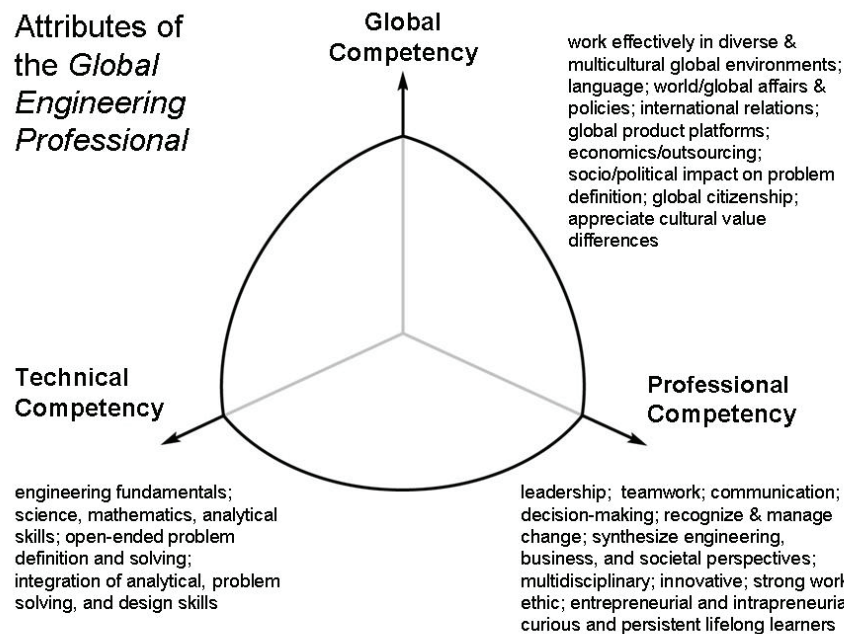 Attributes of
the Global
Engineering
Professional
Global
Competency
work effectively in diverse &
multicultural global environments;
language; world/global affairs &
policies; international relations;
global product platforms;
economics/outsourcing;
socio/political impact on problem
definition; global citizenship;
appreciate cultural value
differences
Technical
Competency
engineering fundamentals;
science, mathematics, analytical
skills; open-ended problem
definition and solving;
integration of analytical, problem
solving, and design skills
Professional
Competency
leadership; teamwork; communication;
decision-making; recognize & manage
change; synthesize engineering,
business, and societal perspectives;
multidisciplinary; innovative; strong work
ethic; entrepreneurial and intrapreneuria
curious and persistent lifelong learners